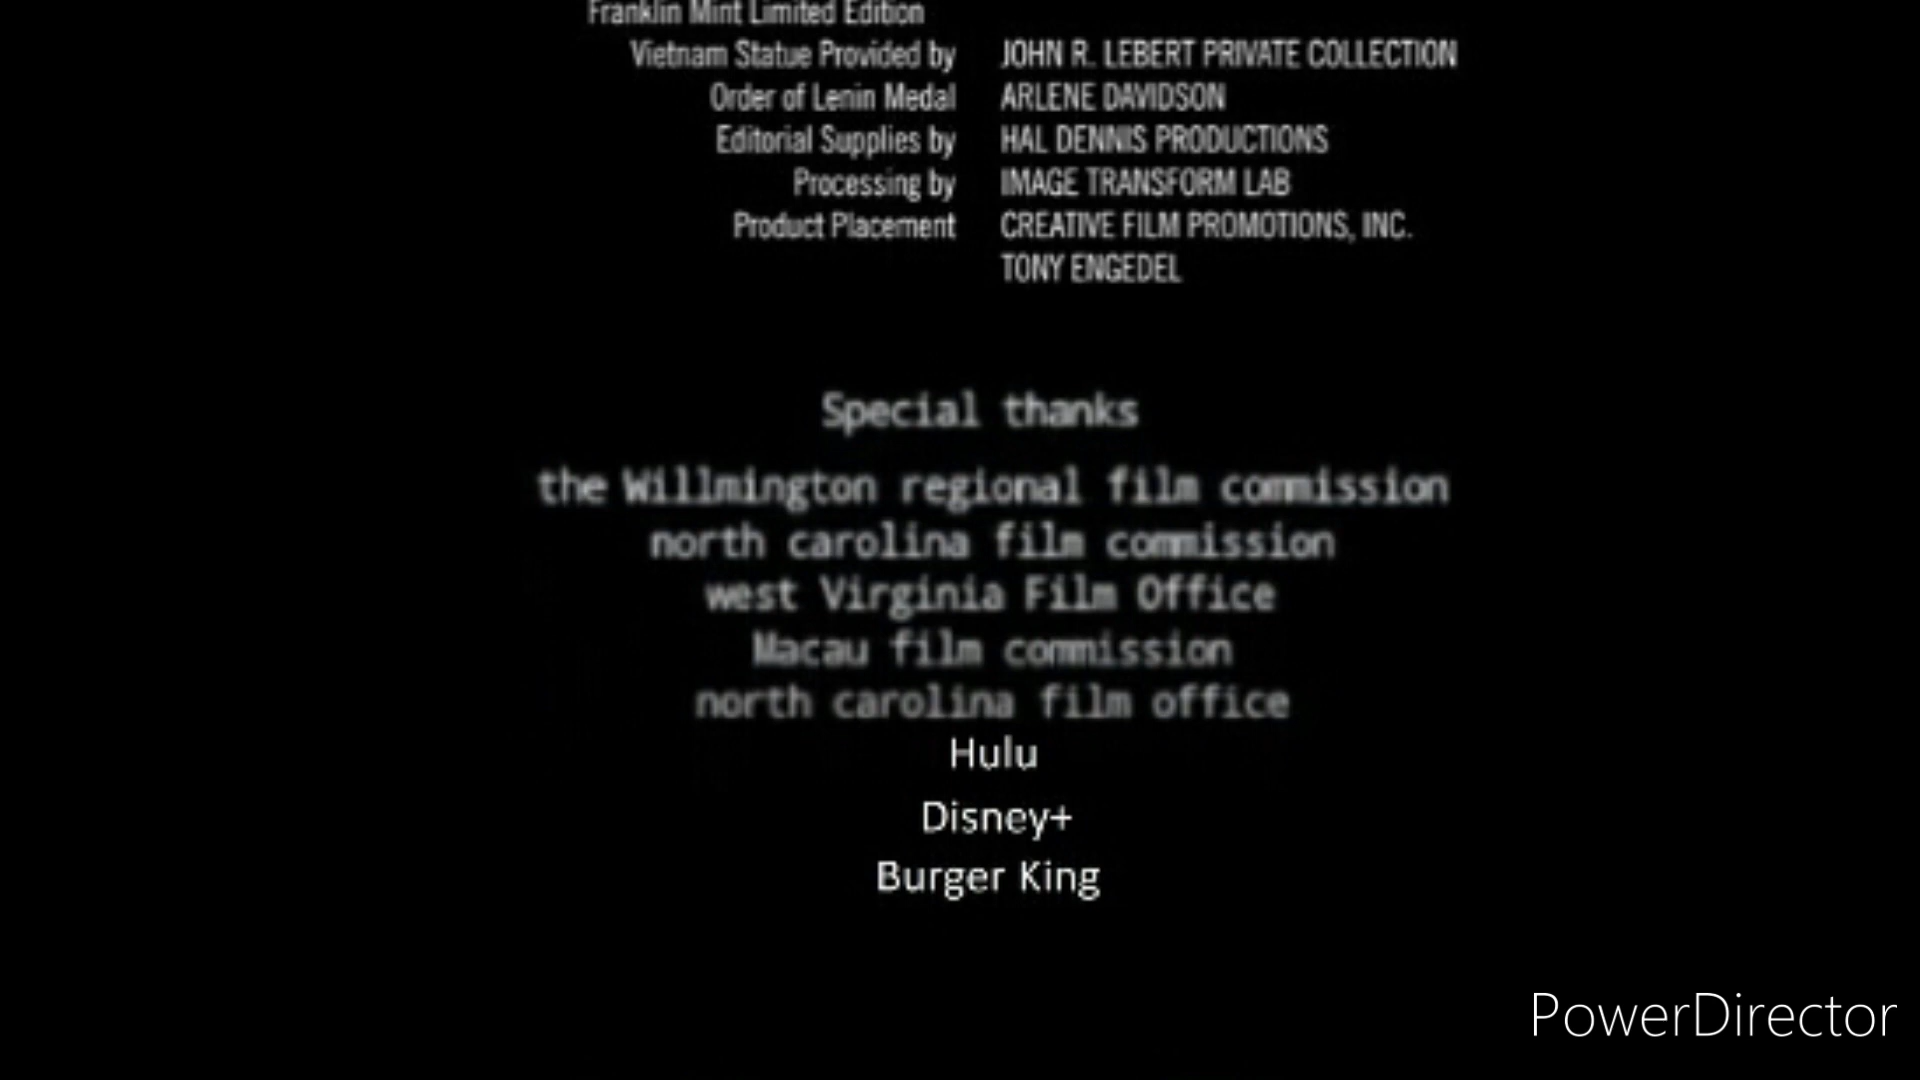 Franklin Mint Limited Edition
Vietnam Statue Provided by JOHN R. LEBERT PRIVATE COLLECTION
Order of Lenin Medal ARLENE DAVIDSON
Editorial Supplies by HAL DENNIS PRODUCTIONS
Processing by IMAGE TRANSFORM LAB
Product Placement CREATIVE FILM PROMOTIONS, INC.
TONY ENGEDEL
Special thanks
the Willmington regional film commission
north carolina film commission
west Virginia Film Office
Macau film commission
north carolina film office
Hulu
Disney+
Burger King
PowerDirector